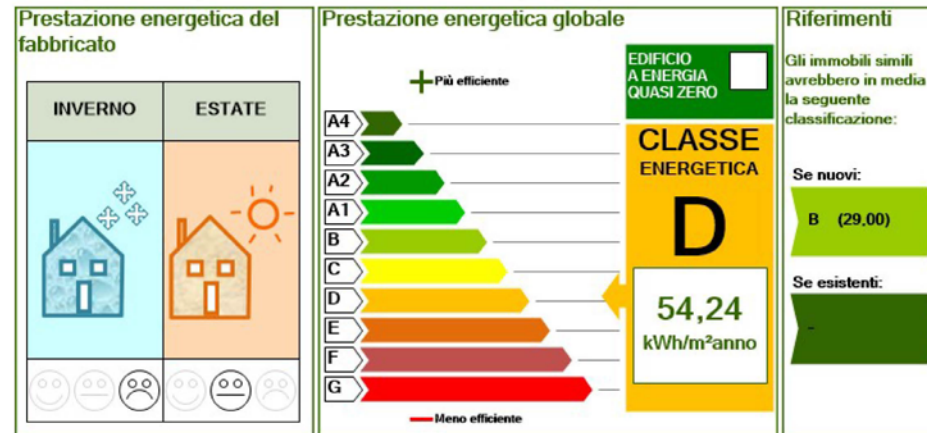 Prestazione energetica del
fabbricato
INVERNO
ESTATE
Prestazione energetica globale
Più efficiente
A4
A3
A2
A1
B
C
D
E
F
G
Meno efficiente
EDIFICIO
A ENERGIA
QUASI ZERO
CLASSE
ENERGETICA
D
54,24
kWh/m²anno
Riferimenti
Gli immobili simili
avrebbero in media
la seguente
classificazione:
Se nuovi:
B (29,00)
Se esistenti:
-